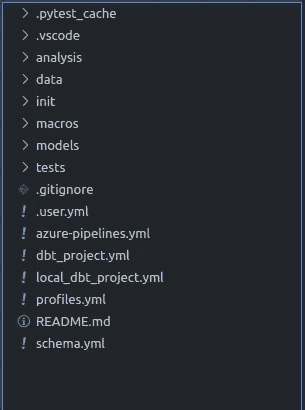 .pytest_cache
.vscode
analysis
data
init
macros
models
tests
.gitignore
.user.yml
azure-pipelines.yml
dbt_project.yml
local_dbt_project.yml
profiles.yml
README.md
schema.yml